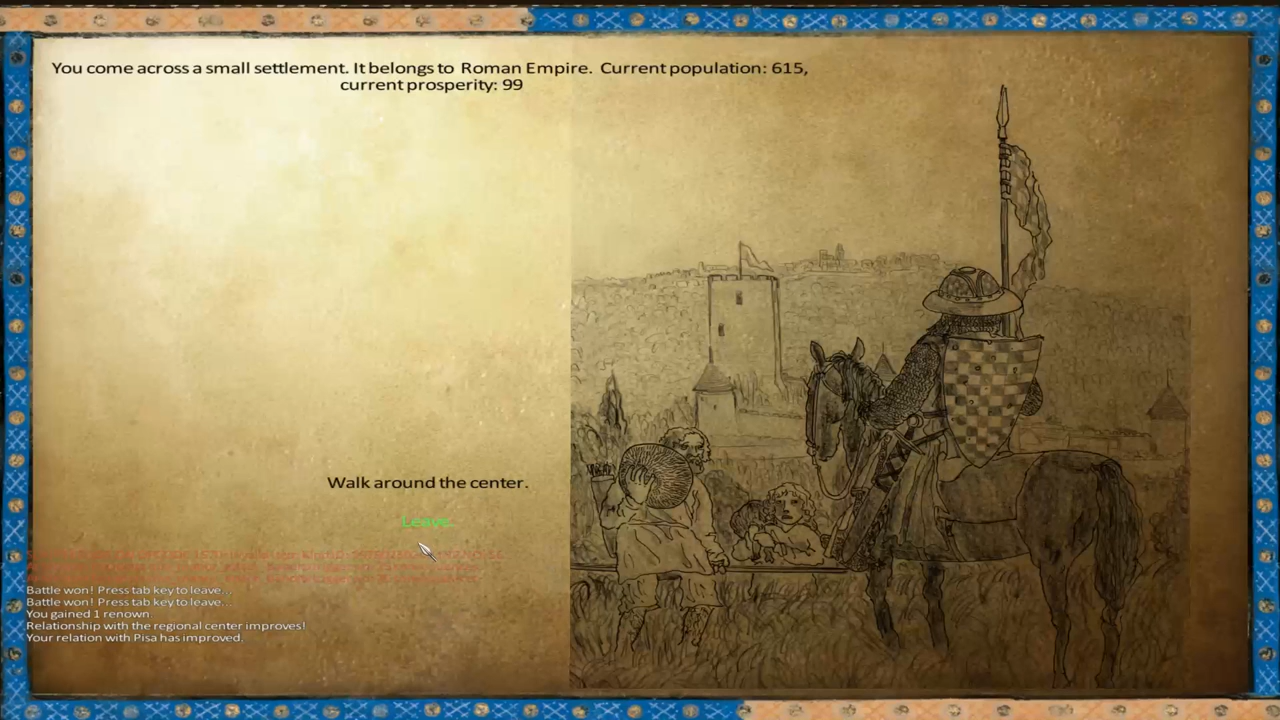 You come across a small settlement. It belongs to Roman Empire. Current population: 615,
current prosperity: 99
Walk around the center.
Leave.
Battle won! Press tab key to leave...
Battle won! Press tab key to leave...
You gained 1 renown.
Relationship with the regional center improves!
Your relation with Pisa has improved.